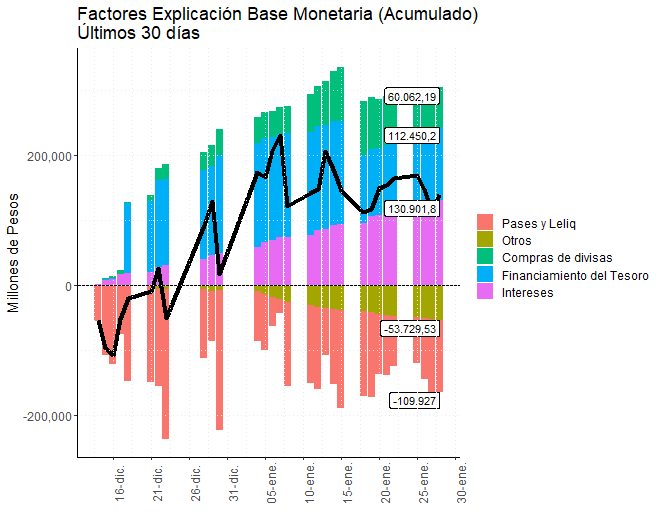 Factores Explicación Base Monetaria (Acumulado)
Últimos 30 días
Millones de Pesos
200,000
0
-200,000
60.062,19
112.450,2
130.901,8
-53.729,53
-109.927
16-dic.
21-dic.
26-dic.
31-dic.
05-ene.
10-ene.
15-ene.
20-ene.
25-ene.
30-ene.
Pases y Leliq
Otros
Compras de divisas
Financiamiento del Tesoro
Intereses